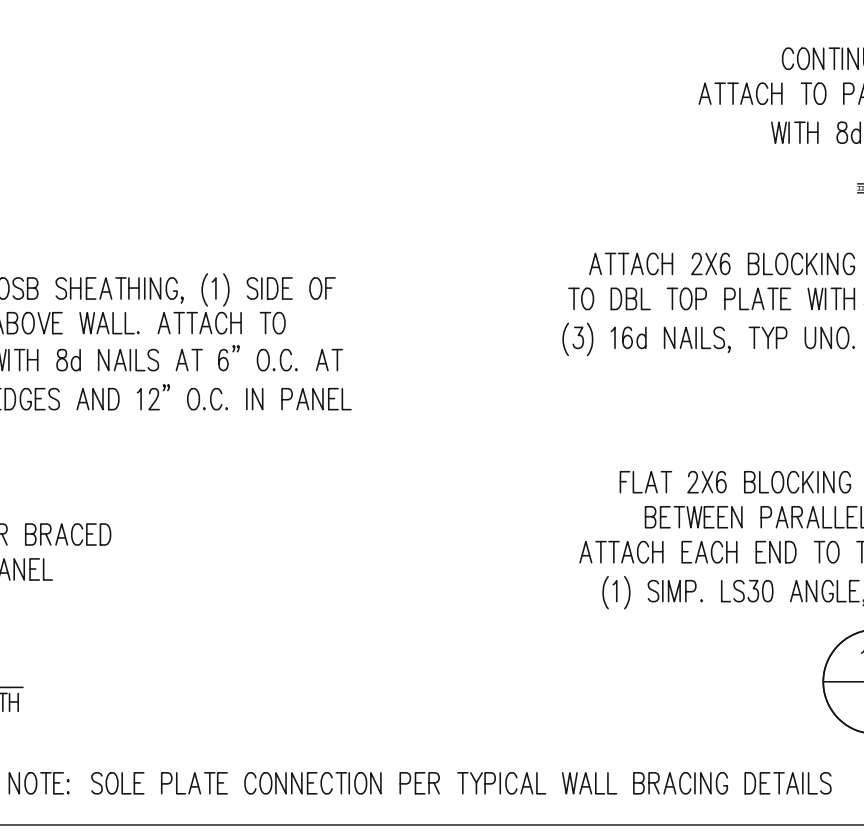 OSB SHEATHING, (1) SIDE OF
ABOVE WALL. ATTACH TO
WITH 8d NAILS AT 6” O.C. AT
EDGES AND 12” O.C. IN PANEL
R BRACED
ANEL
TH
CONTINU
ATTACH TO PA
WITH 8d
ATTACH 2X6 BLOCKING
TO DBL TOP PLATE WITH
(3) 16d NAILS, TYP UNO.
FLAT 2X6 BLOCKING
BETWEEN PARALLEL
ATTACH EACH END TO T
(1) SIMP. LS30 ANGLE,
NOTE: SOLE PLATE CONNECTION PER TYPICAL WALL BRACING DETAILS